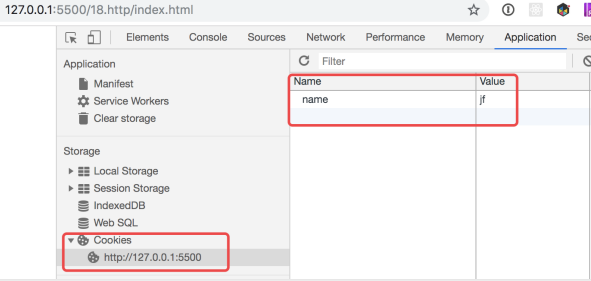 127.0.0.1:5500/18.http/index.html
Elements Console Sources Network Performance Memory Application
Application
Manifest
Service Workers
Clear storage
Storage
Local Storage
Session Storage
IndexedDB
Web SQL
Cookies
http://127.0.0.1:5500
Filter
Name Value
name jf